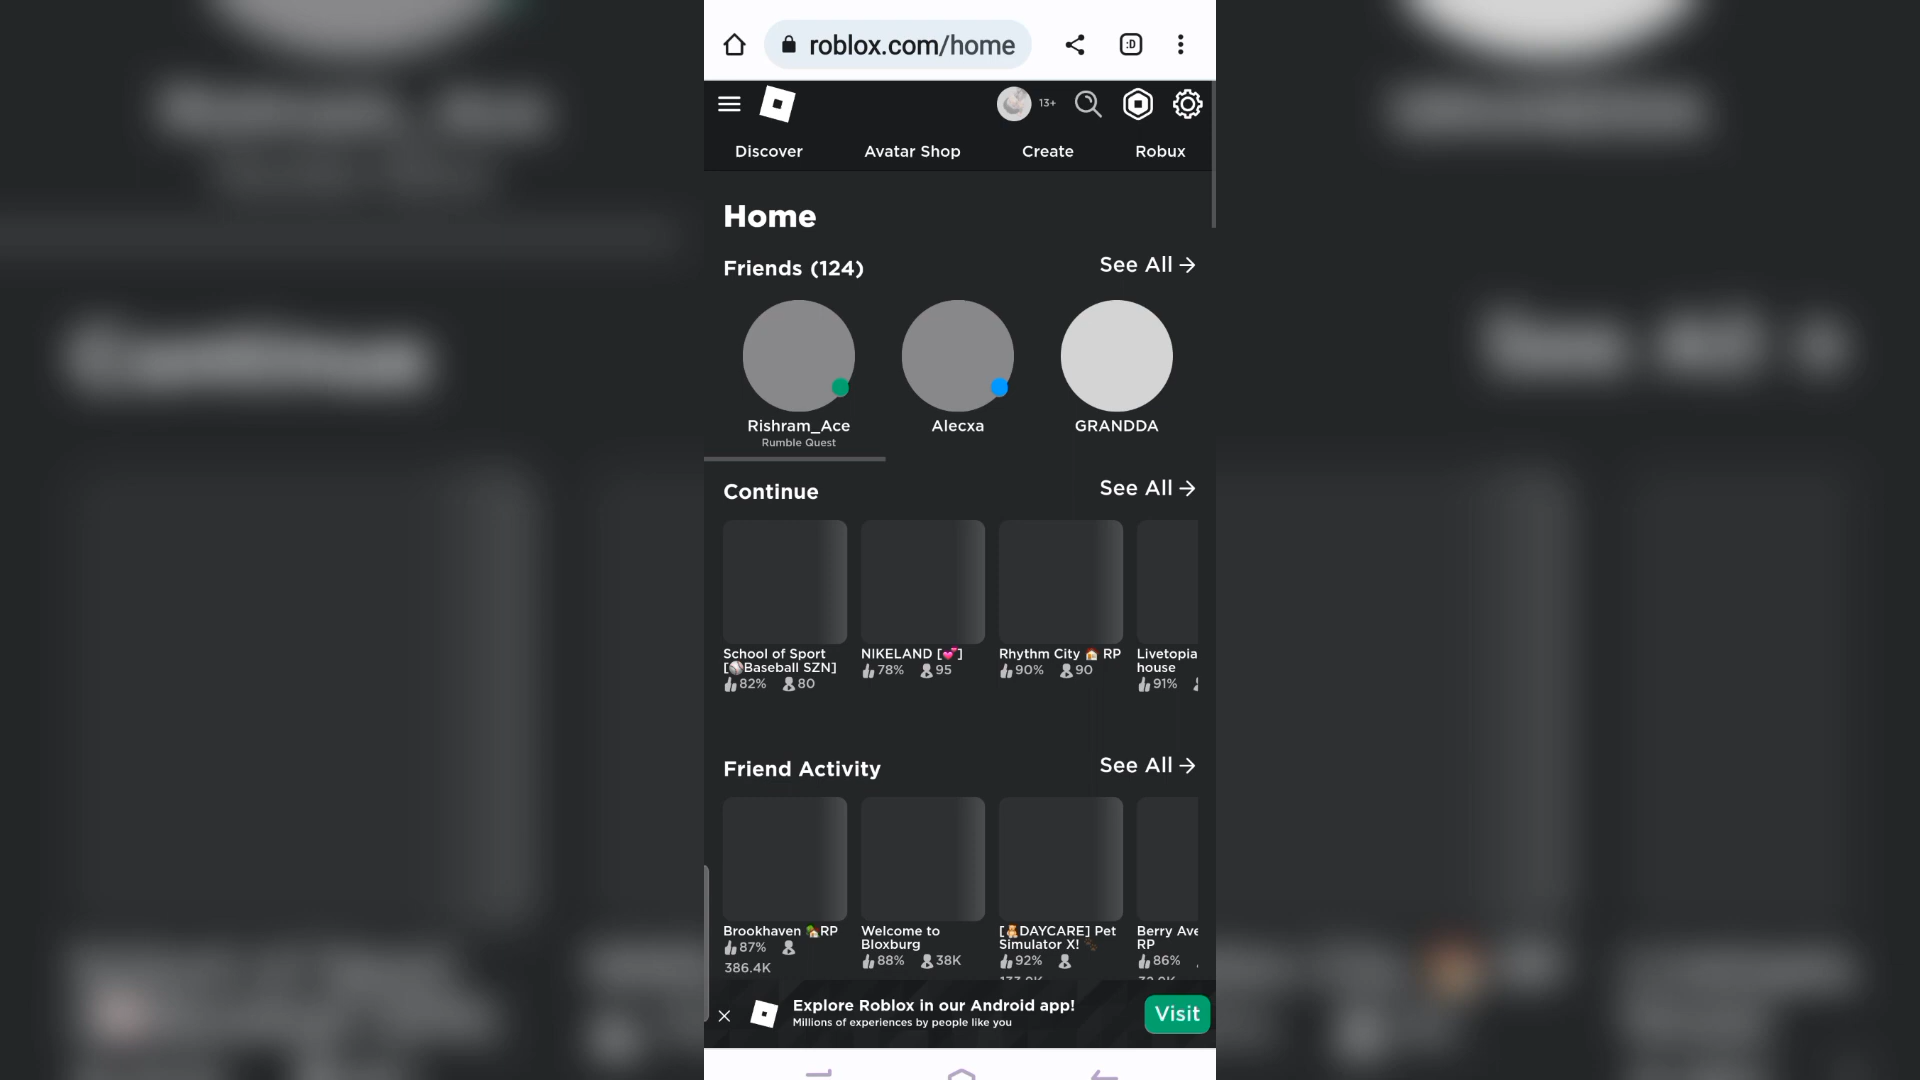 roblox.com/home
:D
13+
Discover Avatar Shop Create Robux
Home
Friends (124) See All →
Rishram_Ace Alecxa GRANDDA
Rumble Quest
Continue See All →
School of Sport [⚾Baseball SZN]
82% 80
NIKELAND [💕]
78% 95
Rhythm City 🏠 RP
90% 90
Livetopia
house
91%
Friend Activity See All →
Brookhaven 🏡RP
87%
386.4K
Welcome to
Bloxburg
88% 38K
[🧸DAYCARE] Pet
Simulator X! 🐾
92%
Berry Ave
RP
86%
Explore Roblox in our Android app!
Millions of experiences by people like you
Visit